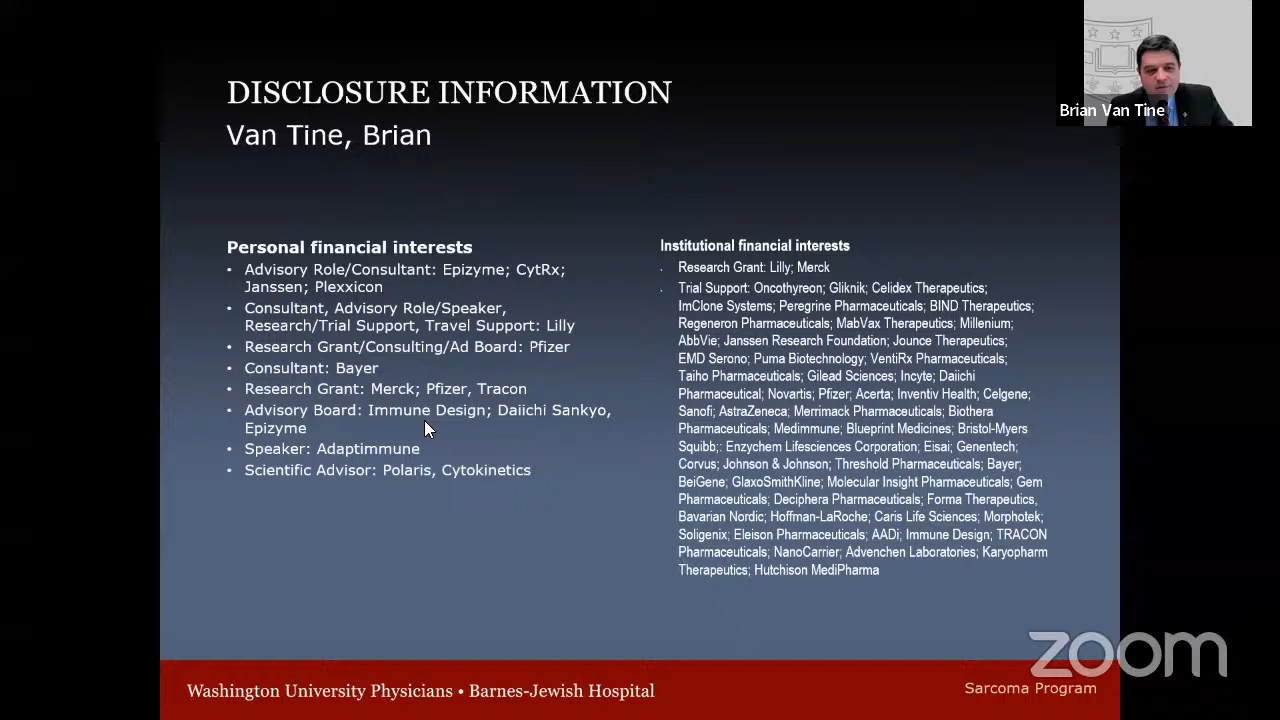 DISCLOSURE INFORMATION
Van Tine, Brian
Brian Van Tine
Personal financial interests
• Advisory Role/Consultant: Epizyme; CytRx;
Janssen; Plexxicon
• Consultant, Advisory Role/Speaker,
Research/Trial Support, Travel Support: Lilly
• Research Grant/Consulting/Ad Board: Pfizer
• Consultant: Bayer
• Research Grant: Merck; Pfizer, Tracon
• Advisory Board: Immune Design; Daiichi Sankyo,
Epizyme
• Speaker: Adaptimmune
• Scientific Advisor: Polaris, Cytokinetics
Institutional financial interests
. Research Grant: Lilly; Merck
. Trial Support: Oncothyreon; Gliknik; Celidex Therapeutics;
ImClone Systems; Peregrine Pharmaceuticals; BIND Therapeutics;
Regeneron Pharmaceuticals; MabVax Therapeutics; Millenium;
AbbVie; Janssen Research Foundation; Jounce Therapeutics;
EMD Serono; Puma Biotechnology; VentiRx Pharmaceuticals;
Taiho Pharmaceuticals; Gilead Sciences; Incyte; Daiichi
Pharmaceutical; Novartis; Pfizer; Acerta; Inventiv Health; Celgene;
Sanofi; AstraZeneca; Merrimack Pharmaceuticals; Biothera
Pharmaceuticals; Medimmune; Blueprint Medicines; Bristol-Myers
Squibb;: Enzychem Lifesciences Corporation; Eisai; Genentech;
Corvus; Johnson & Johnson; Threshold Pharmaceuticals; Bayer;
BeiGene; GlaxoSmithKline; Molecular Insight Pharmaceuticals; Gem
Pharmaceuticals; Deciphera Pharmaceuticals; Forma Therapeutics,
Bavarian Nordic; Hoffman-LaRoche; Caris Life Sciences; Morphotek;
Soligenix; Eleison Pharmaceuticals; AADi; Immune Design; TRACON
Pharmaceuticals; NanoCarrier; Advenchen Laboratories; Karyopharm
Therapeutics; Hutchison MediPharma
zoom
Washington University Physicians • Barnes-Jewish Hospital
Sarcoma Program